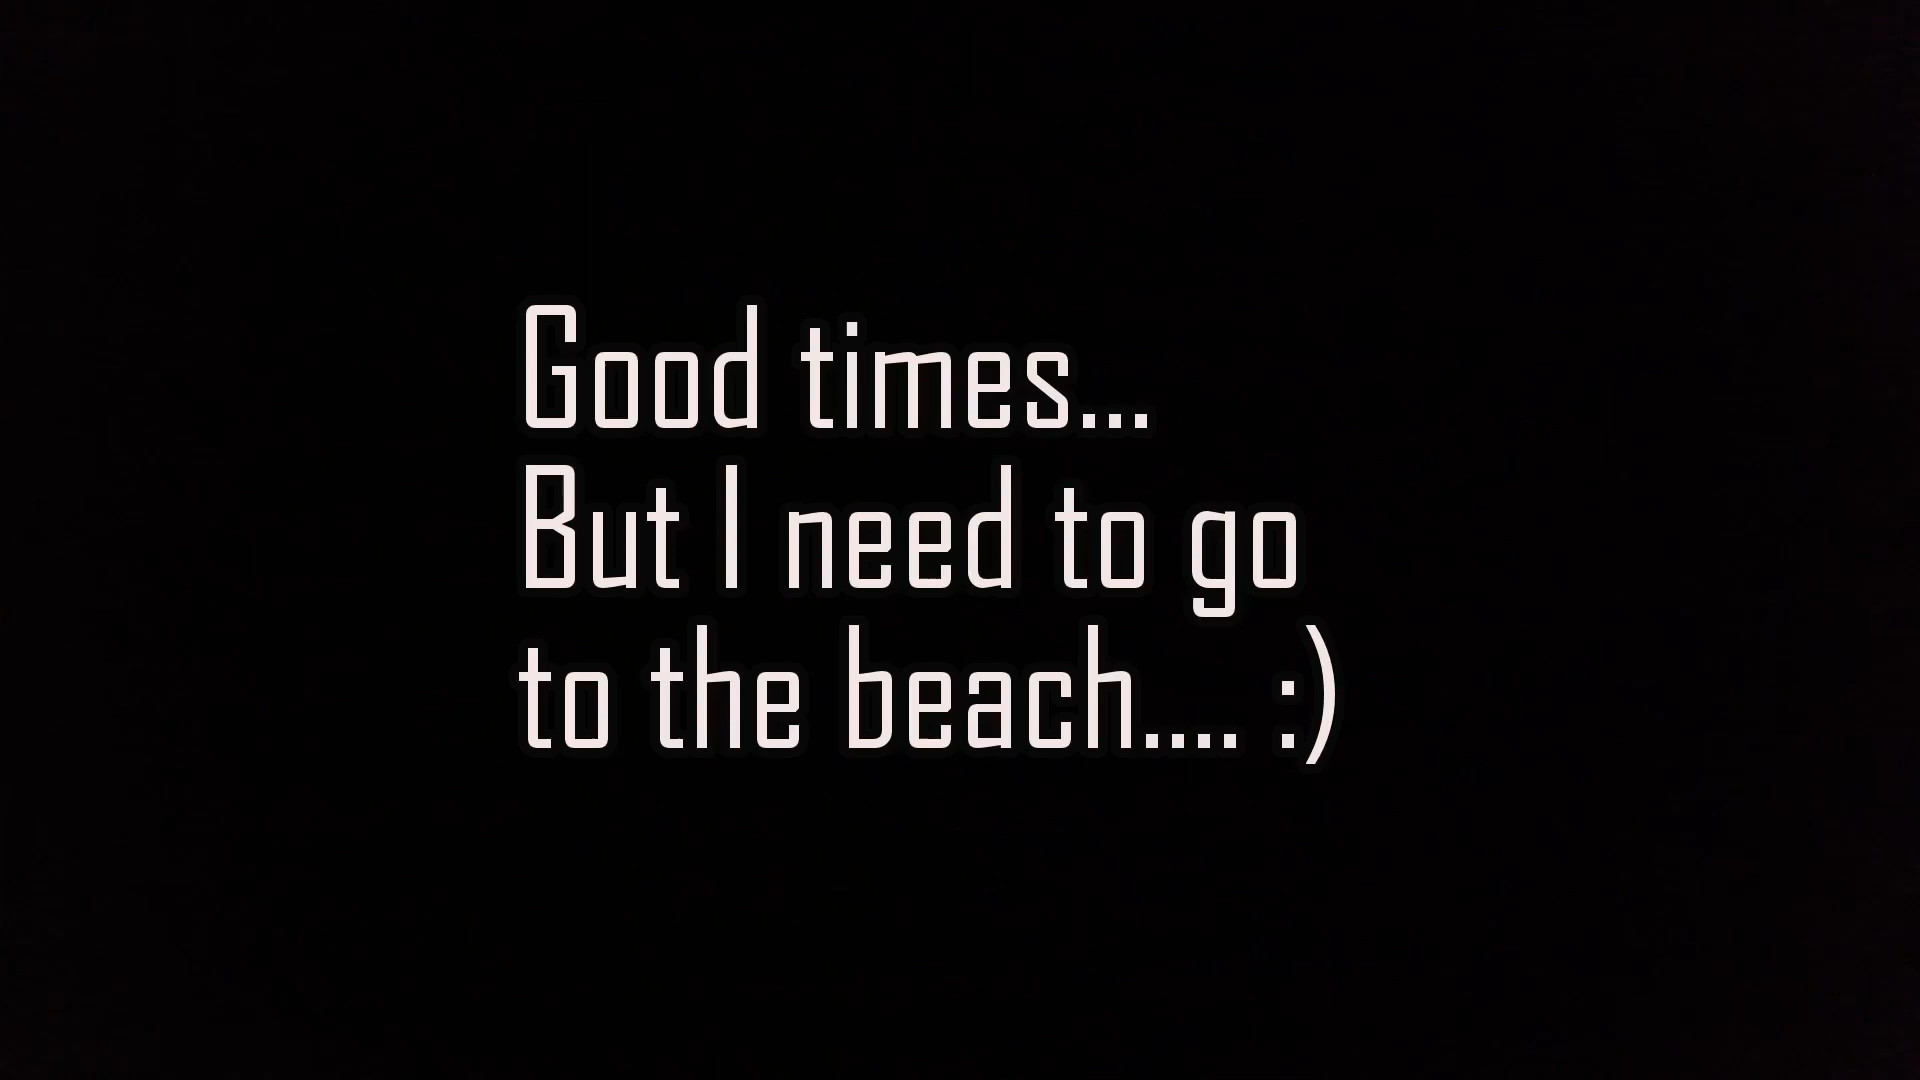 Good times...
But I need to go
to the beach.... :)